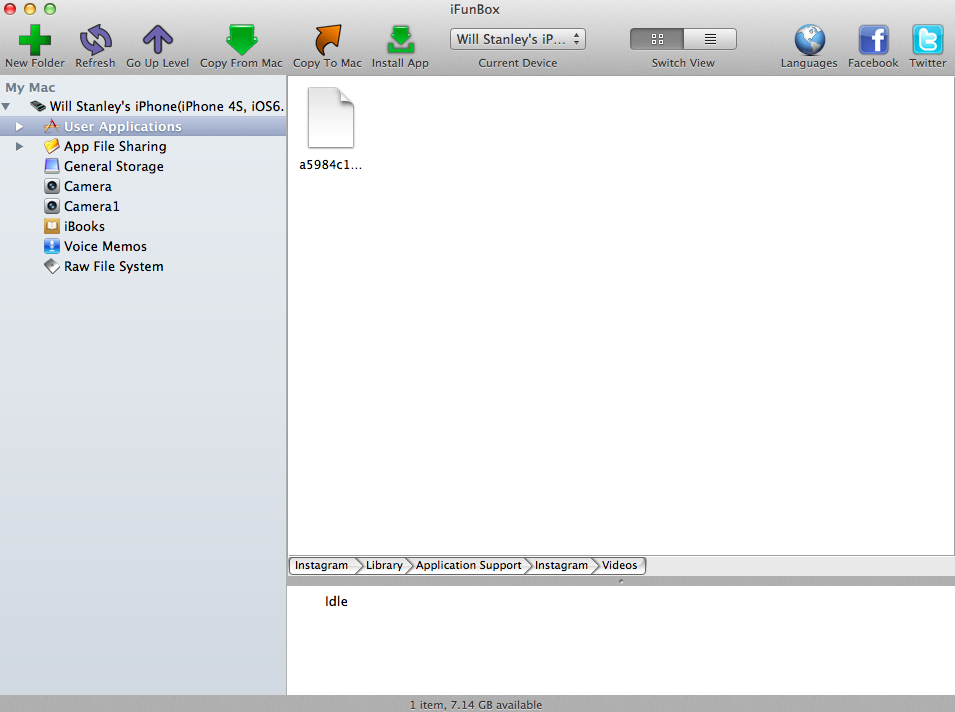 iFunBox
New Folder Refresh Go Up Level Copy From Mac Copy To Mac Install App Will Stanley's iP... Current Device Switch View Languages Facebook Twitter
My Mac
Will Stanley's iPhone(iPhone 4S, iOS6.
User Applications
App File Sharing
General Storage
Camera
Camera1
iBooks
Voice Memos
Raw File System
a5984c1...
Instagram Library Application Support Instagram Videos
Idle
1 item, 7.14 GB available